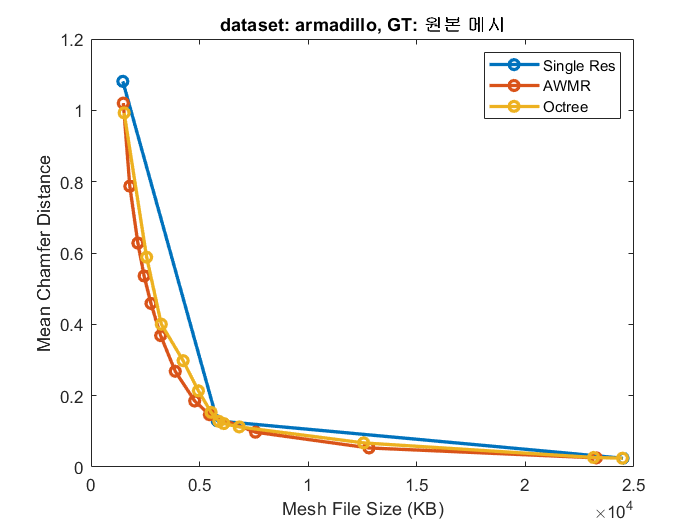 dataset: armadillo, GT: 원본 메시
1.2
1
0.8
0.6
0.4
0.2
0
Mean Chamfer Distance
Single Res
AWMR
Octree
0 0.5 1 1.5 2 2.5
Mesh File Size (KB)
×10⁴